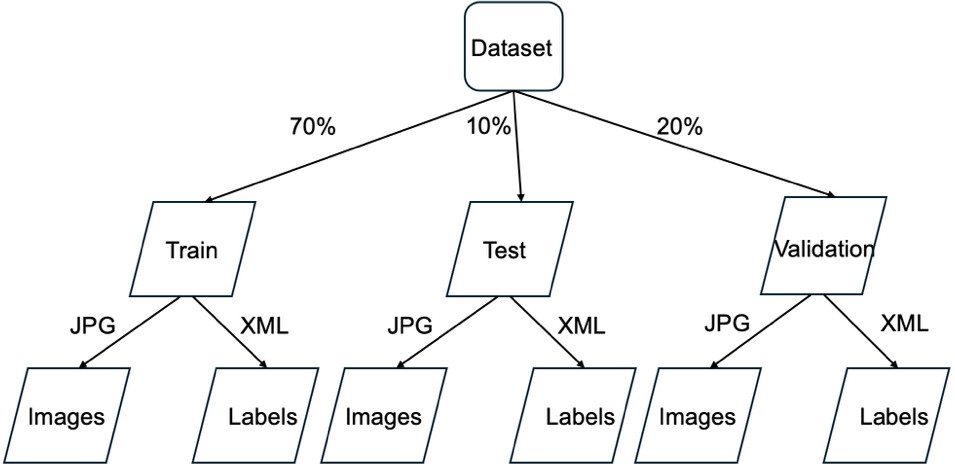 Dataset
70%
10%
20%
Train
Test
Validation
JPG
XML
JPG
XML
JPG
XML
Images
Labels
Images
Labels
Images
Labels